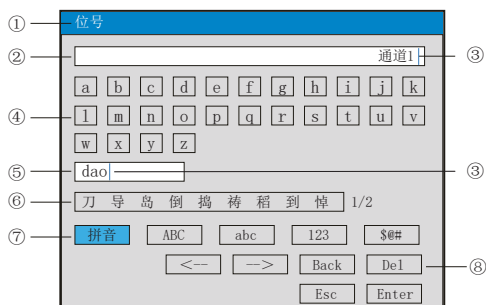 ① 位号
② 通道1 ③
a b c d e f g h i j k
④ l m n o p q r s t u v
w x y z
⑤ dao ③
⑥ 刀 导 岛 倒 捣 祷 稻 到 悼 1/2
⑦ 拼音 ABC abc 123 $@#
<-- --> Back Del ⑧
Esc Enter